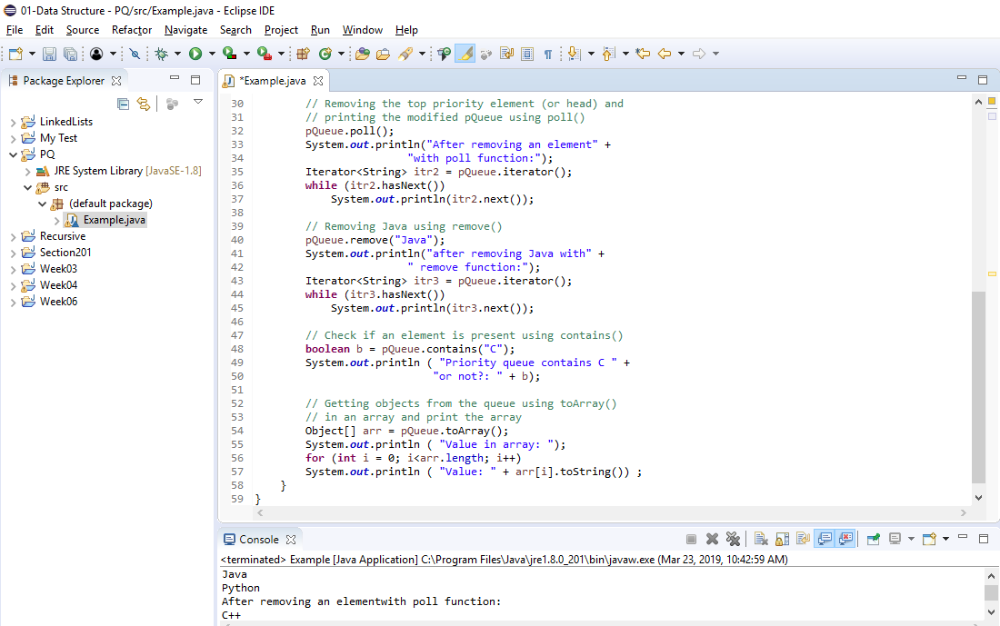 01-Data Structure - PQ/src/Example.java - Eclipse IDE
File Edit Source Refactor Navigate Search Project Run Window Help
Package Explorer
LinkedLists
My Test
PQ
JRE System Library [JavaSE-1.8]
src
(default package)
Example.java
Recursive
Section201
Week03
Week04
Week06
*Example.java
30 // Removing the top priority element (or head) and
31 // printing the modified pQueue using poll()
32 pQueue.poll();
33 System.out.println("After removing an element" +
34 "with poll function:");
35 Iterator<String> itr2 = pQueue.iterator();
36 while (itr2.hasNext())
37 System.out.println(itr2.next());
38
39 // Removing Java using remove()
40 pQueue.remove("Java");
41 System.out.println("after removing Java with" +
42 " remove function:");
43 Iterator<String> itr3 = pQueue.iterator();
44 while (itr3.hasNext())
45 System.out.println(itr3.next());
46
47 // Check if an element is present using contains()
48 boolean b = pQueue.contains("C");
49 System.out.println ( "Priority queue contains C " +
50 "or not?: " + b);
51
52 // Getting objects from the queue using toArray()
53 // in an array and print the array
54 Object[] arr = pQueue.toArray();
55 System.out.println ( "Value in array: ");
56 for (int i = 0; i<arr.length; i++)
57 System.out.println ( "Value: " + arr[i].toString()) ;
58 }
59 }
Console
<terminated> Example [Java Application] C:\Program Files\Java\jre1.8.0_201\bin\javaw.exe (Mar 23, 2019, 10:42:59 AM)
Java
Python
After removing an elementwith poll function:
C++